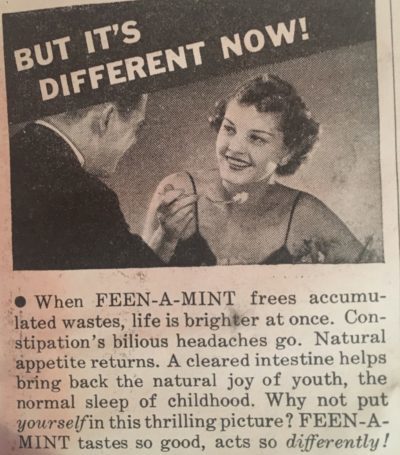 BUT IT'S
DIFFERENT NOW!
● When FEEN-A-MINT frees accumu-
lated wastes, life is brighter at once. Con-
stipation's bilious headaches go. Natural
appetite returns. A cleared intestine helps
bring back the natural joy of youth, the
normal sleep of childhood. Why not put
yourself in this thrilling picture? FEEN-A-
MINT tastes so good, acts so differently!